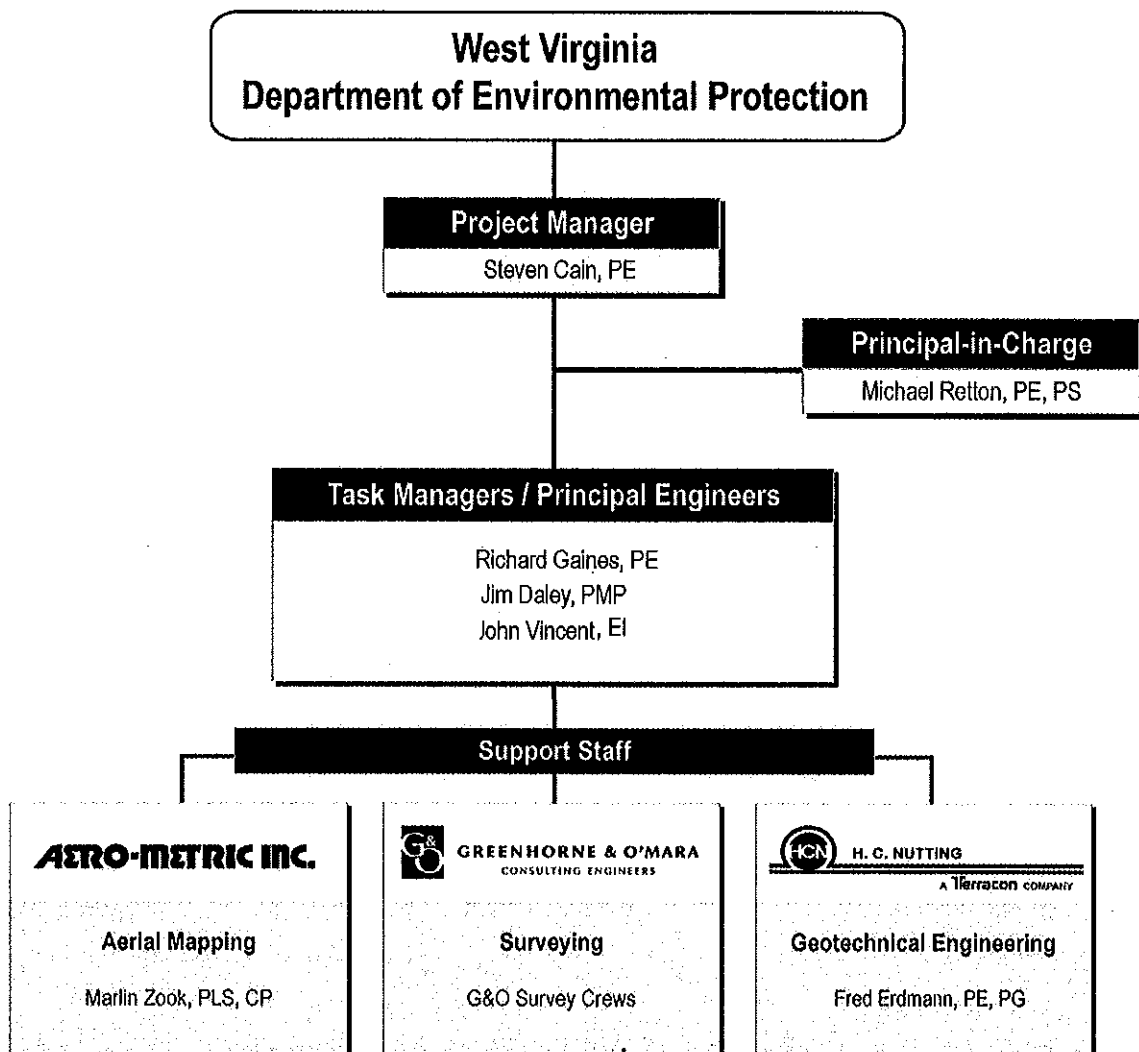 West Virginia
Department of Environmental Protection
Project Manager
Steven Cain, PE
Principal-in-Charge
Michael Retton, PE, PS
Task Managers / Principal Engineers
Richard Gaines, PE
Jim Daley, PMP
John Vincent, EI
Support Staff
AERO-METRIC INC.
Aerial Mapping
Marlin Zook, PLS, CP
G&O
GREENHORNE & O'MARA
CONSULTING ENGINEERS
Surveying
G&O Survey Crews
HCN
H. C. NUTTING
A Terracon COMPANY
Geotechnical Engineering
Fred Erdmann, PE, PG